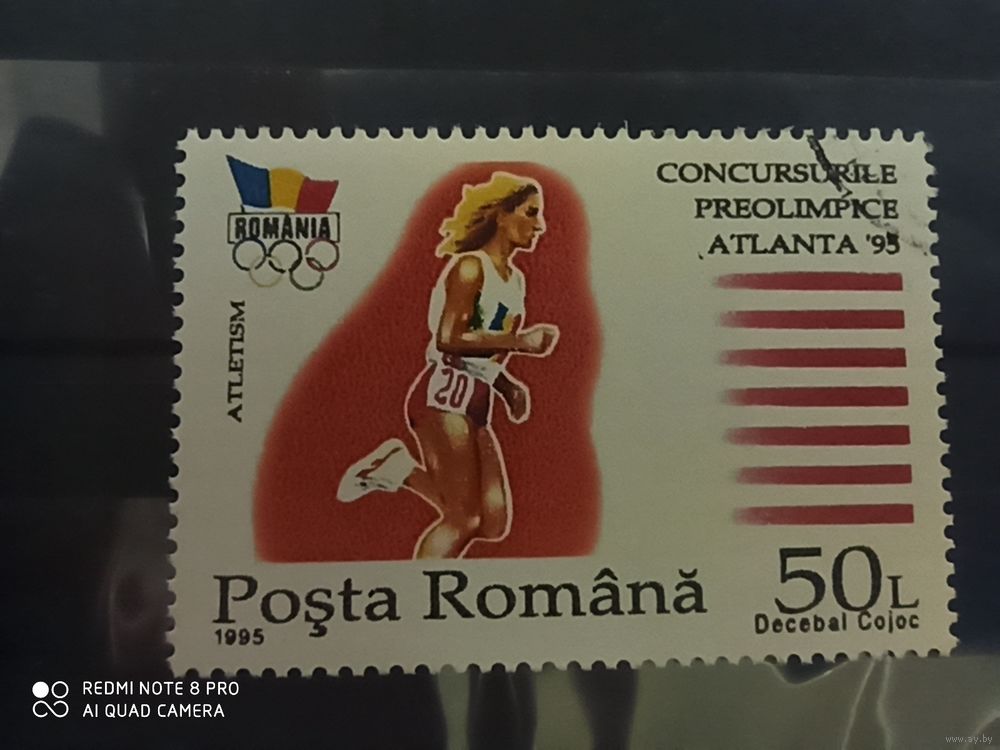 CONCURSURILE
PREOLIMPICE
ATLANTA '95
ROMÂNIA
ATLETISM
20
Poşta Română
50L
1995
Decebal Cojoc
REDMI NOTE 8 PRO
AI QUAD CAMERA
www.ay.by